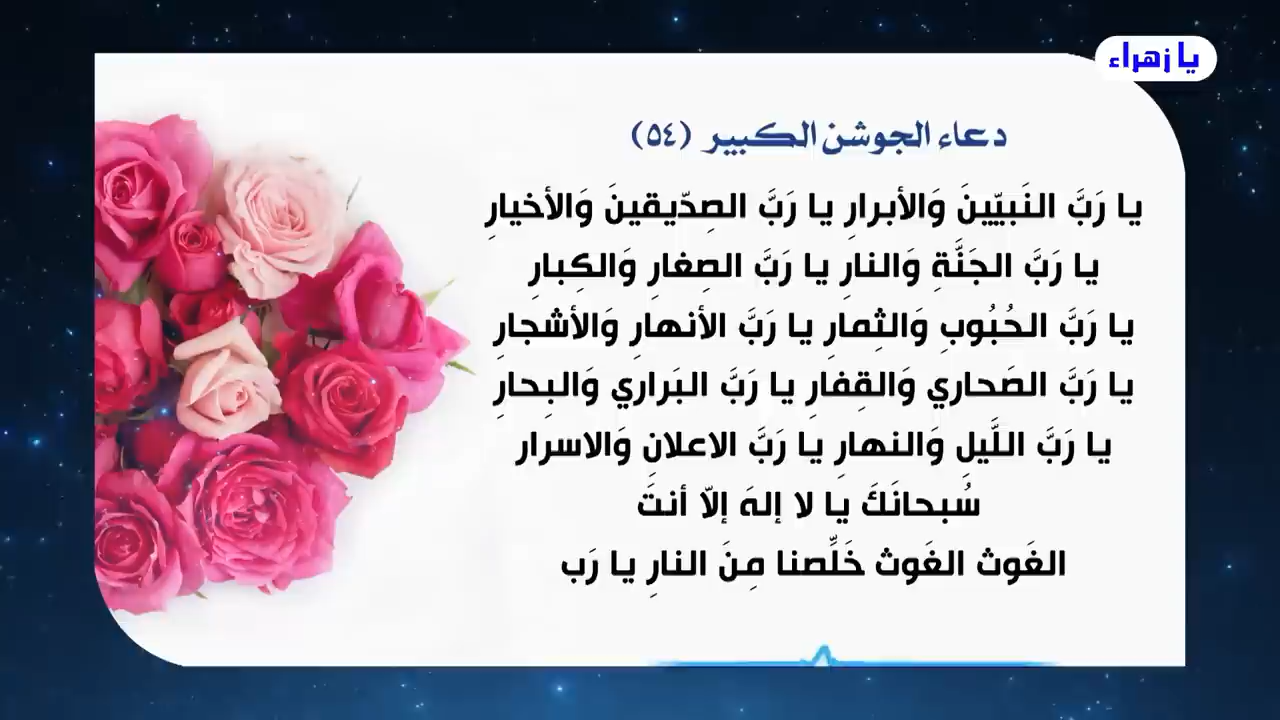 يا زهراء
دعاء الجوشن الكبير (٥٤)
يا رَبَّ النَبيّينَ وَالأبرارِ يا رَبَّ الصِدّيقينَ وَالأخيارِ
يا رَبَّ الجَنَّةِ وَالنارِ يا رَبَّ الصِغارِ وَالكِبارِ
يا رَبَّ الحُبُوبِ وَالثِمارِ يا رَبَّ الأنهارِ وَالأشجارِ
يا رَبَّ الصَحاري وَالقِفارِ يا رَبَّ البَراري وَالبِحارِ
يا رَبَّ اللَّيلِ وَالنهارِ يا رَبَّ الاعلانِ وَالاسرار
سُبحانَكَ يا لا إلهَ إلّا أنتَ
الغَوث الغَوث خَلِّصنا مِنَ النارِ يا رَب